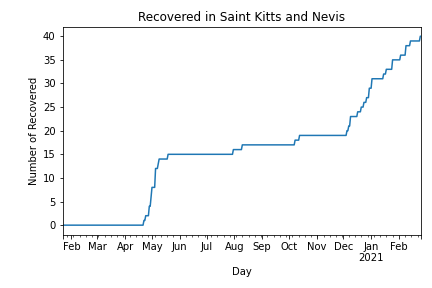 Recovered in Saint Kitts and Nevis
Number of Recovered
40
35
30
25
20
15
10
5
0
Feb Mar Apr May Jun Jul Aug Sep Oct Nov Dec Jan Feb
2021
Day